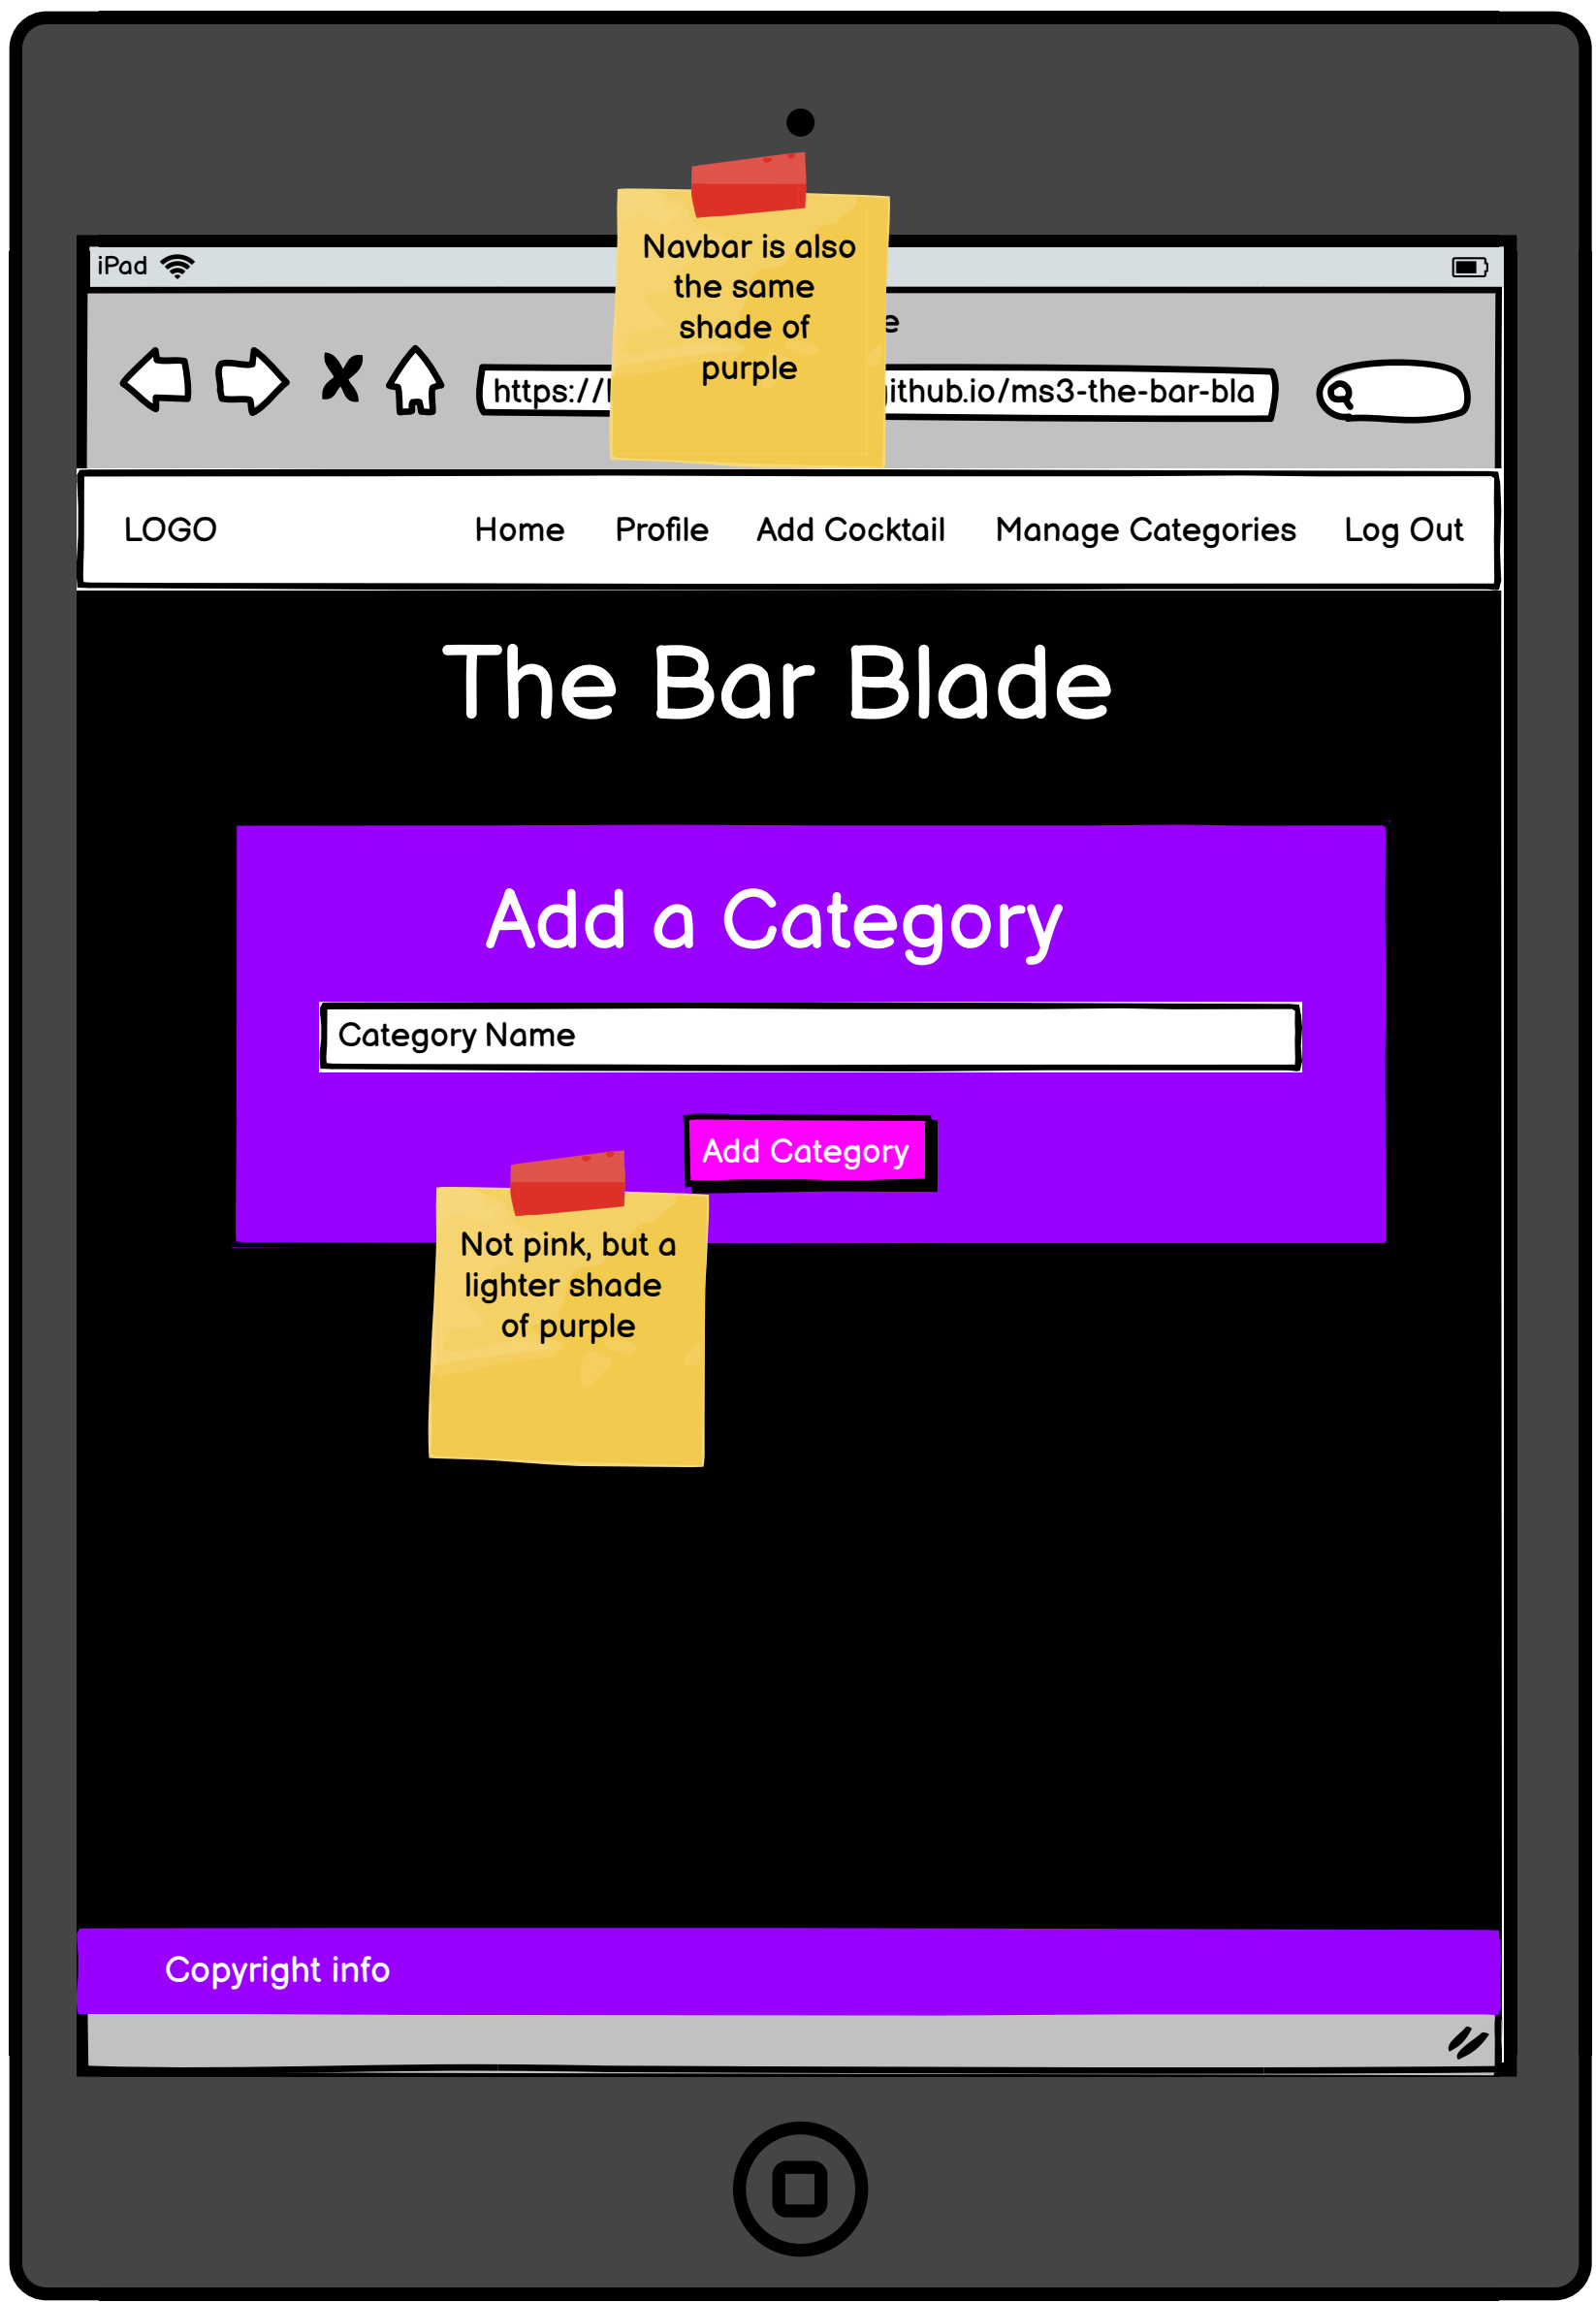 Navbar is also
the same
shade of
purple
iPad
e
https://
github.io/ms3-the-bar-bla
LOGO Home Profile Add Cocktail Manage Categories Log Out
The Bar Blade
Add a Category
Category Name
Add Category
Not pink, but a
lighter shade
of purple
Copyright info